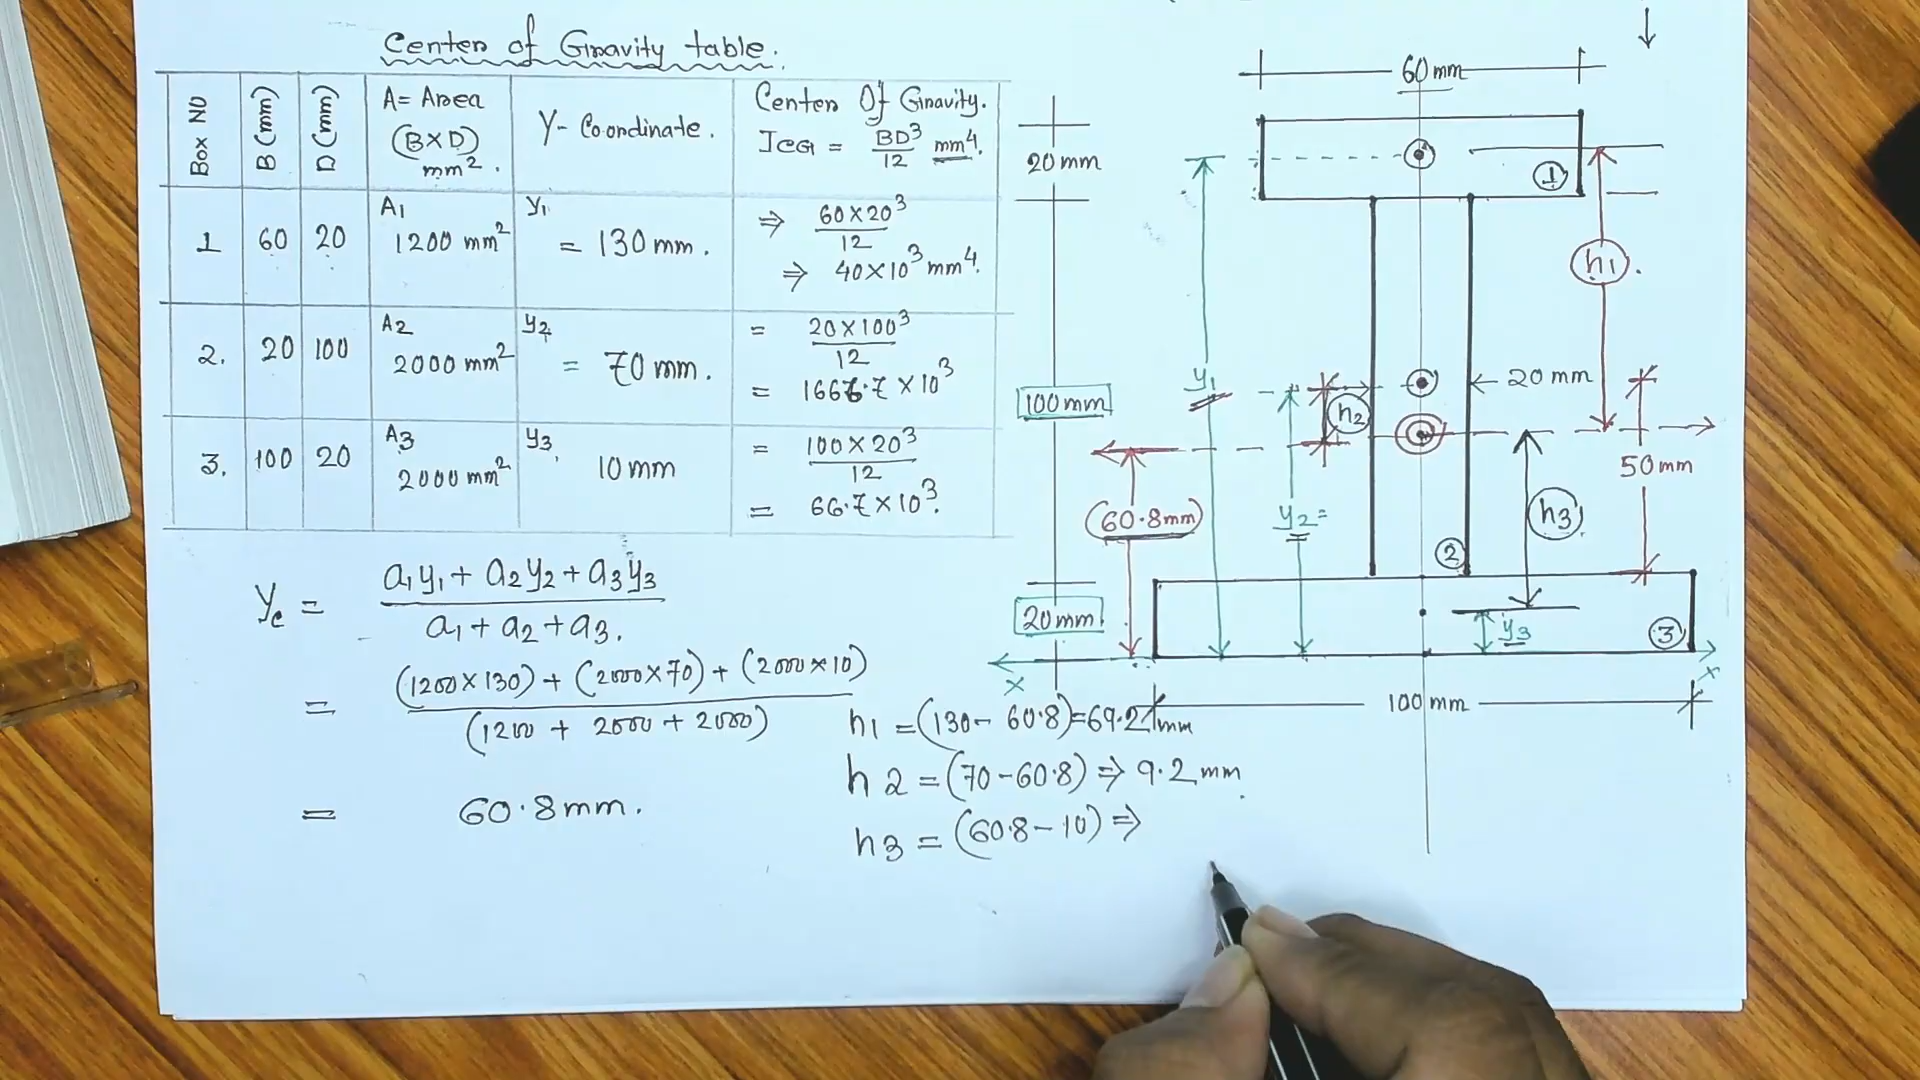 Center of Gravity table.
Box NO
B (mm)
D (mm)
A = Area
(B×D)
mm².
Y- Co-ordinate.
Center Of Gravity.
ICG = BD³/12 mm⁴.
1
60
20
A1
1200 mm²
y1
= 130 mm.
⇒ 60×20³/12
⇒ 40×10³ mm⁴.
2.
20
100
A2
2000 mm²
y2
= 70 mm.
= 20×100³/12
= 1666.7 ×10³
3.
100
20
A3
2000 mm²
y3.
10 mm
= 100×20³/12
= 66.7×10³.
Yc = a1y1 + a2y2 + a3y3 / a1 + a2 + a3.
= (1200×130) + (2000×70) + (2000×10) / (1200 + 2000 + 2000)
= 60.8 mm.
h1 = (130 - 60.8) = 69.2 mm
h2 = (70-60.8) ⇒ 9.2 mm.
h3 = (60.8 - 10) ⇒
60 mm
20 mm
1
h1.
y1
100 mm
h2
20 mm
50 mm
(60.8mm)
y2=
h3
2
20 mm
y3
3
x
x
100 mm